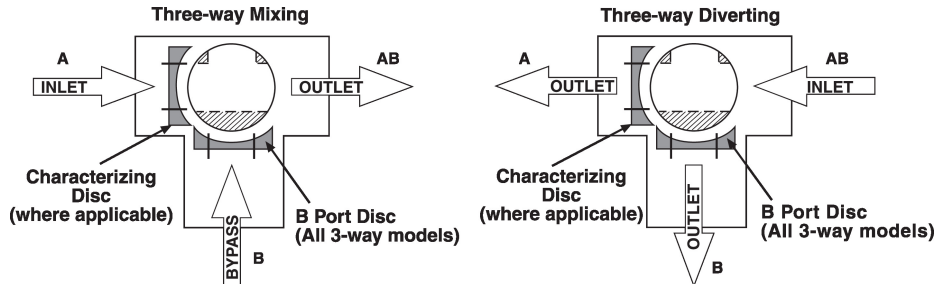 Three-way Mixing
A
INLET
AB
OUTLET
Characterizing
Disc
(where applicable)
B Port Disc
(All 3-way models)
BYPASS
B
Three-way Diverting
A
OUTLET
AB
INLET
Characterizing
Disc
(where applicable)
B Port Disc
(All 3-way models)
OUTLET
B